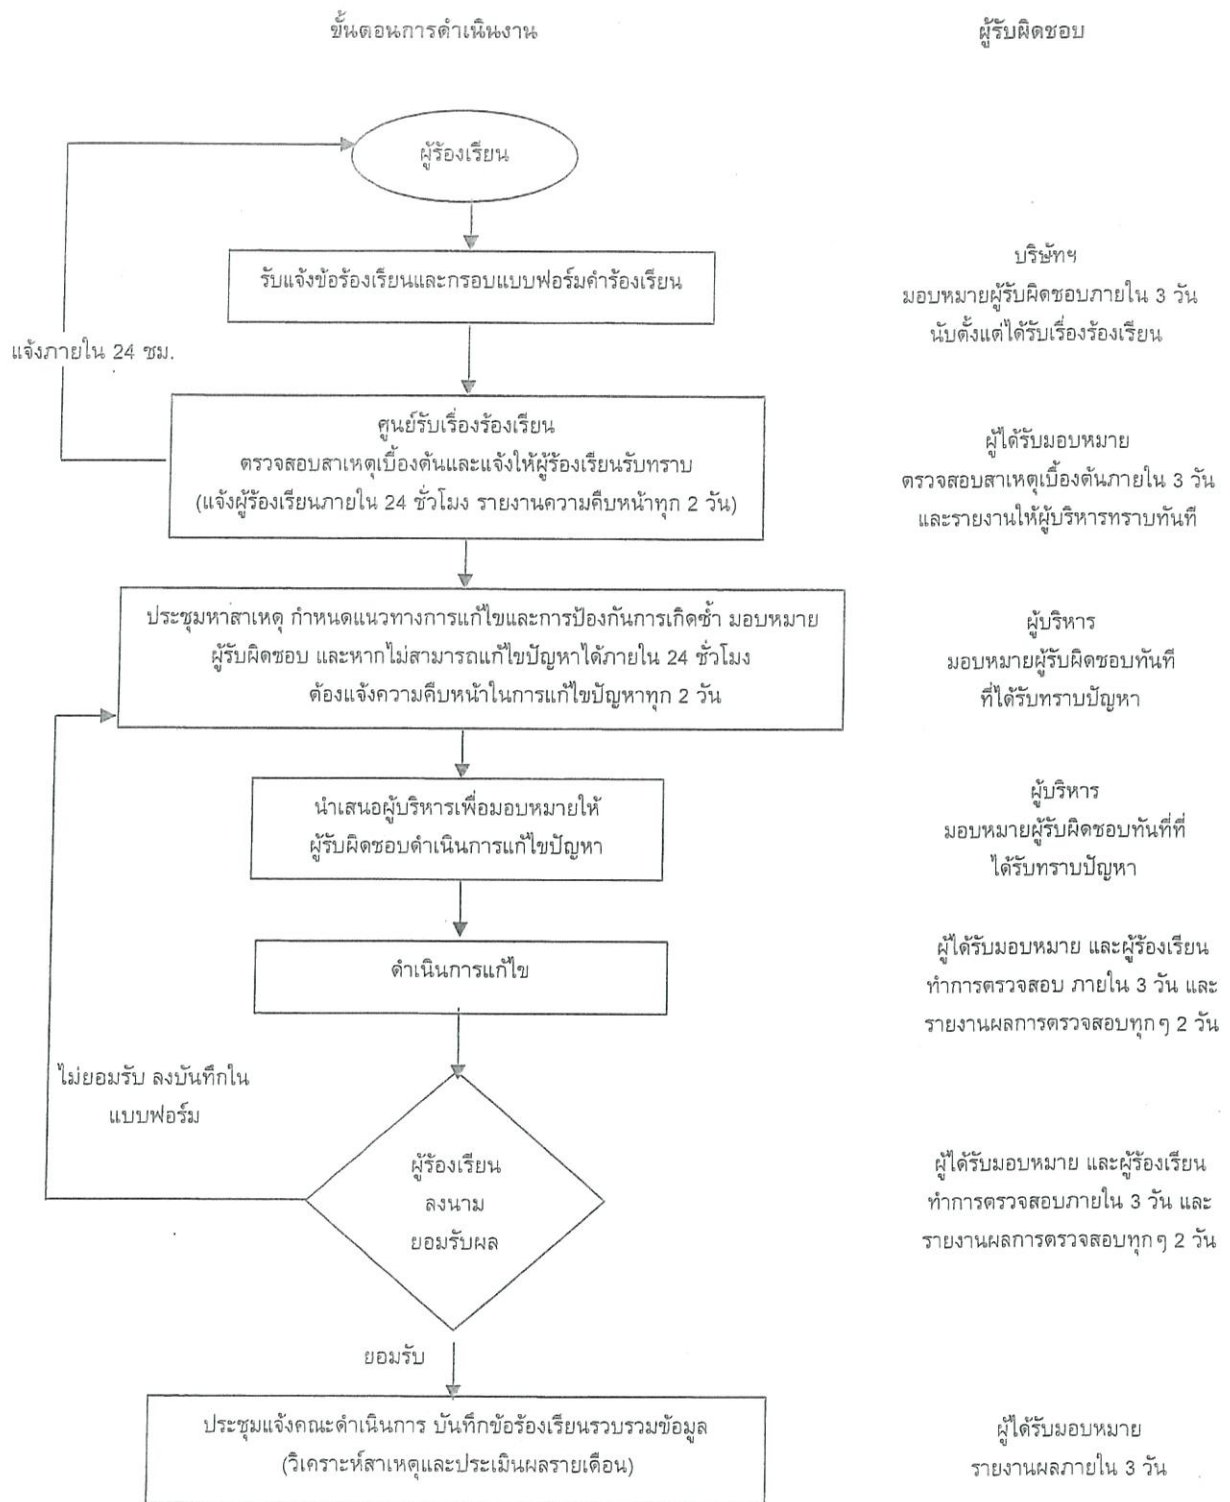 ขั้นตอนการดำเนินงาน
ผู้รับผิดชอบ
ผู้ร้องเรียน
รับแจ้งข้อร้องเรียนและกรอบแบบฟอร์มคำร้องเรียน
บริษัทฯ
มอบหมายผู้รับผิดชอบภายใน 3 วัน
นับตั้งแต่ได้รับเรื่องร้องเรียน
แจ้งภายใน 24 ชม.
ศูนย์รับเรื่องร้องเรียน
ตรวจสอบสาเหตุเบื้องต้นและแจ้งให้ผู้ร้องเรียนรับทราบ
(แจ้งผู้ร้องเรียนภายใน 24 ชั่วโมง รายงานความคืบหน้าทุก 2 วัน)
ผู้ได้รับมอบหมาย
ตรวจสอบสาเหตุเบื้องต้นภายใน 3 วัน
และรายงานให้ผู้บริหารทราบทันที
ประชุมหาสาเหตุ กำหนดแนวทางการแก้ไขและการป้องกันการเกิดซ้ำ มอบหมาย
ผู้รับผิดชอบ และหากไม่สามารถแก้ไขปัญหาได้ภายใน 24 ชั่วโมง
ต้องแจ้งความคืบหน้าในการแก้ไขปัญหาทุก 2 วัน
ผู้บริหาร
มอบหมายผู้รับผิดชอบทันที
ที่ได้รับทราบปัญหา
นำเสนอผู้บริหารเพื่อมอบหมายให้
ผู้รับผิดชอบดำเนินการแก้ไขปัญหา
ผู้บริหาร
มอบหมายผู้รับผิดชอบทันที่ที่
ได้รับทราบปัญหา
ดำเนินการแก้ไข
ผู้ได้รับมอบหมาย และผู้ร้องเรียน
ทำการตรวจสอบ ภายใน 3 วัน และ
รายงานผลการตรวจสอบทุกๆ 2 วัน
ไม่ยอมรับ ลงบันทึกใน
แบบฟอร์ม
ผู้ร้องเรียน
ลงนาม
ยอมรับผล
ผู้ได้รับมอบหมาย และผู้ร้องเรียน
ทำการตรวจสอบภายใน 3 วัน และ
รายงานผลการตรวจสอบทุกๆ 2 วัน
ยอมรับ
ประชุมแจ้งคณะดำเนินการ บันทึกข้อร้องเรียนรวบรวมข้อมูล
(วิเคราะห์สาเหตุและประเมินผลรายเดือน)
ผู้ได้รับมอบหมาย
รายงานผลภายใน 3 วัน